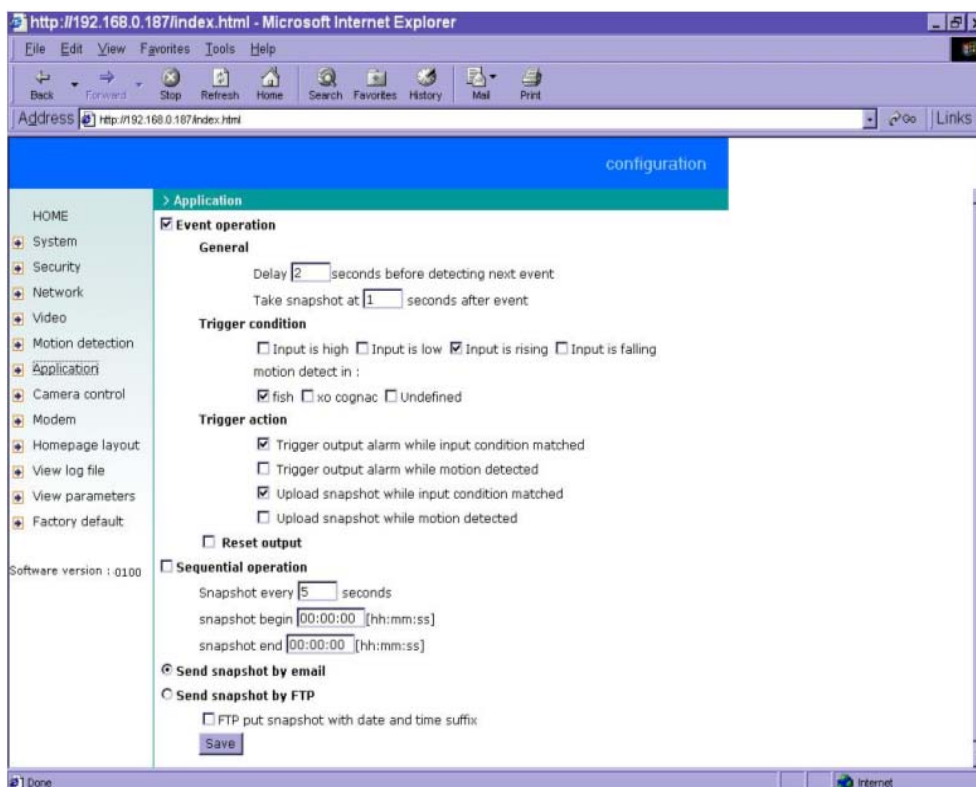 http://192.168.0.187/index.html - Microsoft Internet Explorer
File Edit View Favorites Tools Help
Back Forward Stop Refresh Home Search Favorites History Mail Print
Address http://192.168.0.187/index.html Go Links
configuration
> Application
HOME
System
Security
Network
Video
Motion detection
Application
Camera control
Modem
Homepage layout
View log file
View parameters
Factory default
Software version : 0100
Event operation
General
Delay 2 seconds before detecting next event
Take snapshot at 1 seconds after event
Trigger condition
Input is high Input is low Input is rising Input is falling
motion detect in :
fish xo cognac Undefined
Trigger action
Trigger output alarm while input condition matched
Trigger output alarm while motion detected
Upload snapshot while input condition matched
Upload snapshot while motion detected
Reset output
Sequential operation
Snapshot every 5 seconds
snapshot begin 00:00:00 [hh:mm:ss]
snapshot end 00:00:00 [hh:mm:ss]
Send snapshot by email
Send snapshot by FTP
FTP put snapshot with date and time suffix
Save
Done Internet